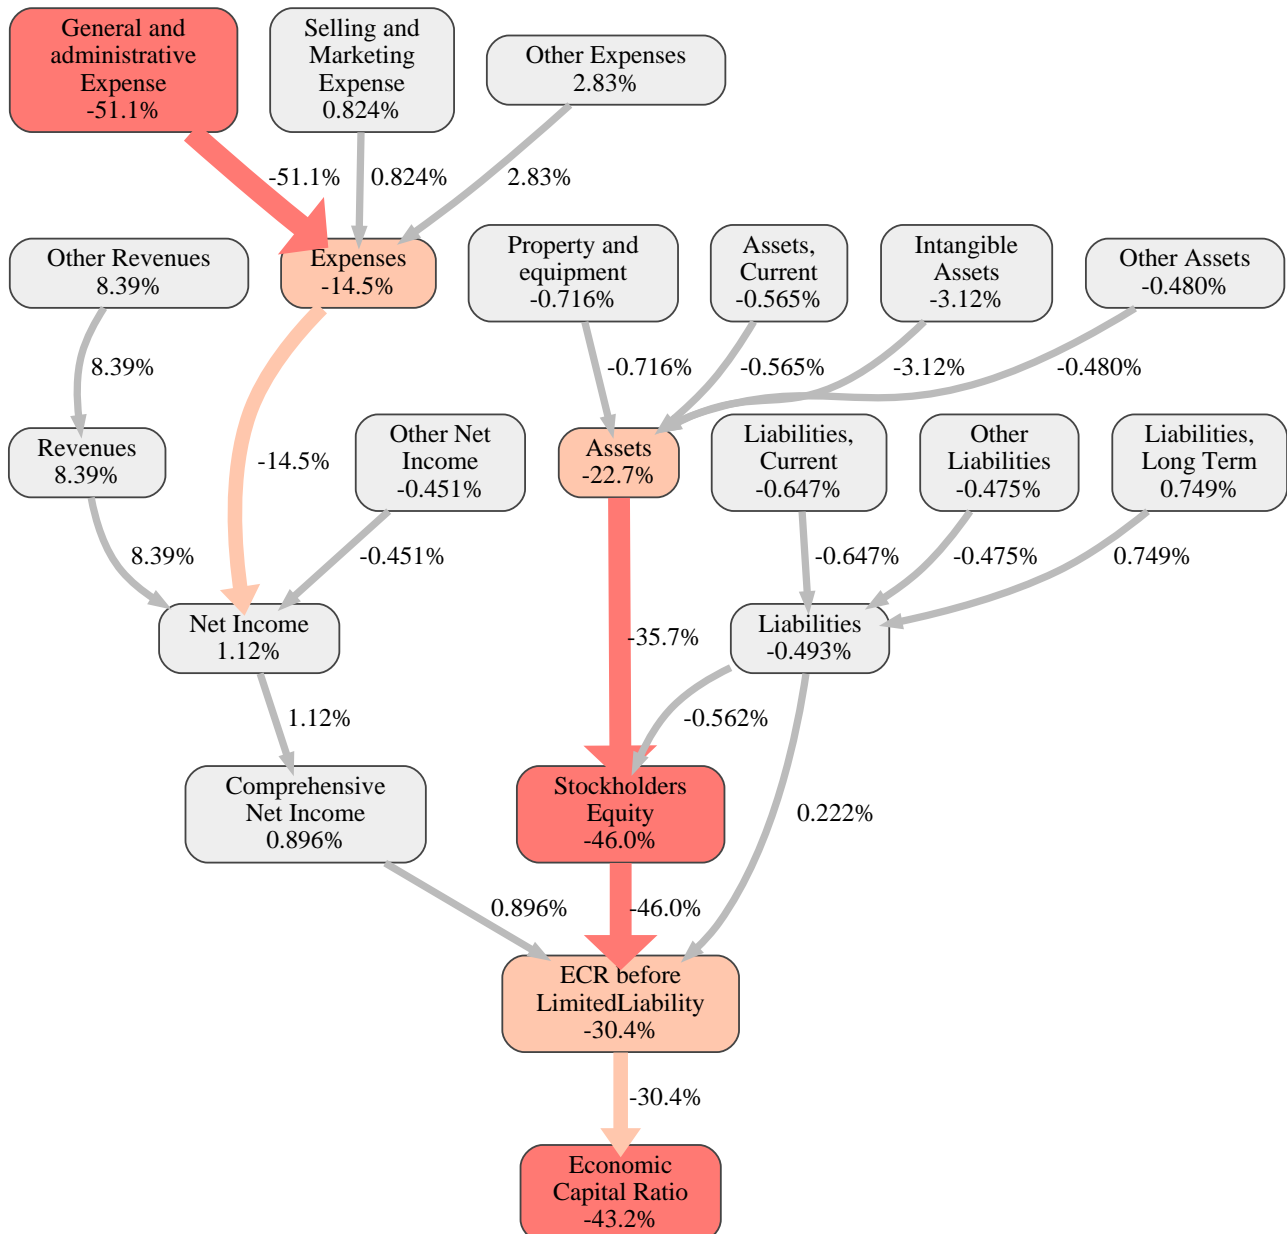 General and
administrative
Expense
-51.1%
Selling and
Marketing
Expense
0.824%
Other Expenses
2.83%
-51.1%
0.824%
2.83%
Other Revenues
8.39%
Expenses
-14.5%
Property and
equipment
-0.716%
Assets,
Current
-0.565%
Intangible
Assets
-3.12%
Other Assets
-0.480%
8.39%
-0.716%
-0.565%
-3.12%
-0.480%
Revenues
8.39%
-14.5%
Other Net
Income
-0.451%
Assets
-22.7%
Liabilities,
Current
-0.647%
Other
Liabilities
-0.475%
Liabilities,
Long Term
0.749%
8.39%
-0.451%
-0.647%
-0.475%
0.749%
Net Income
1.12%
-35.7%
Liabilities
-0.493%
1.12%
-0.562%
Comprehensive
Net Income
0.896%
Stockholders
Equity
-46.0%
0.222%
0.896%
-46.0%
ECR before
LimitedLiability
-30.4%
-30.4%
Economic
Capital Ratio
-43.2%